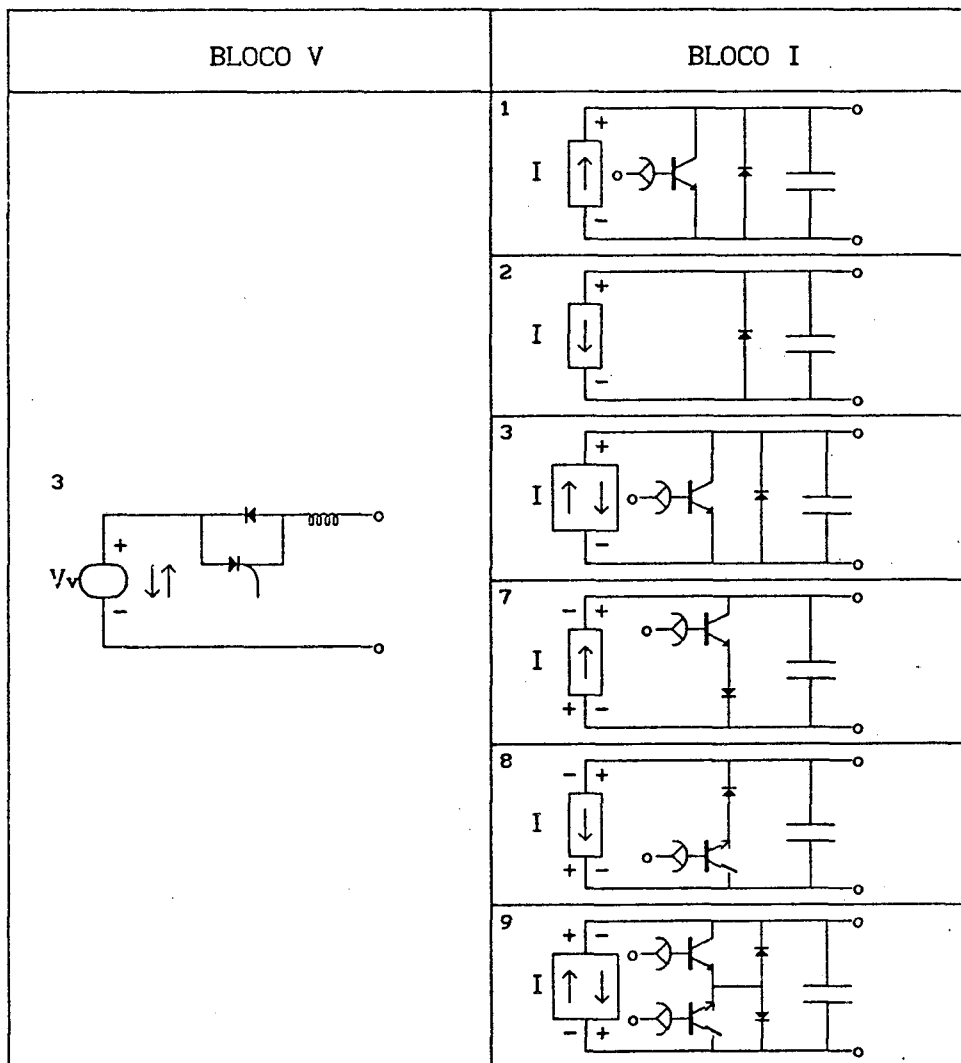 BLOCO V
BLOCO I
3
+
Vv
-
1
+
I
-
2
+
I
-
3
+
I
-
7
- +
I
+ -
8
- +
I
+ -
9
+ -
I
- +